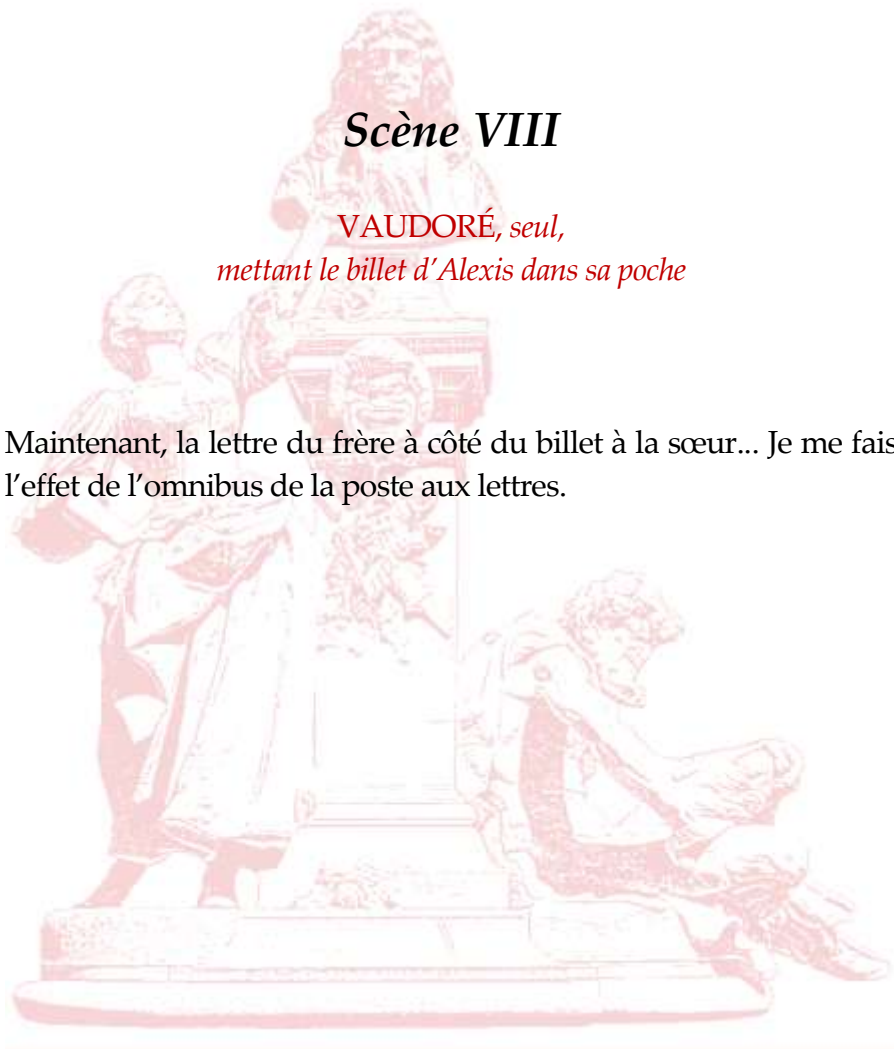 Scène VIII
VAUDORÉ, seul,
mettant le billet d’Alexis dans sa poche
Maintenant, la lettre du frère à côté du billet à la sœur... Je me fais
l’effet de l’omnibus de la poste aux lettres.